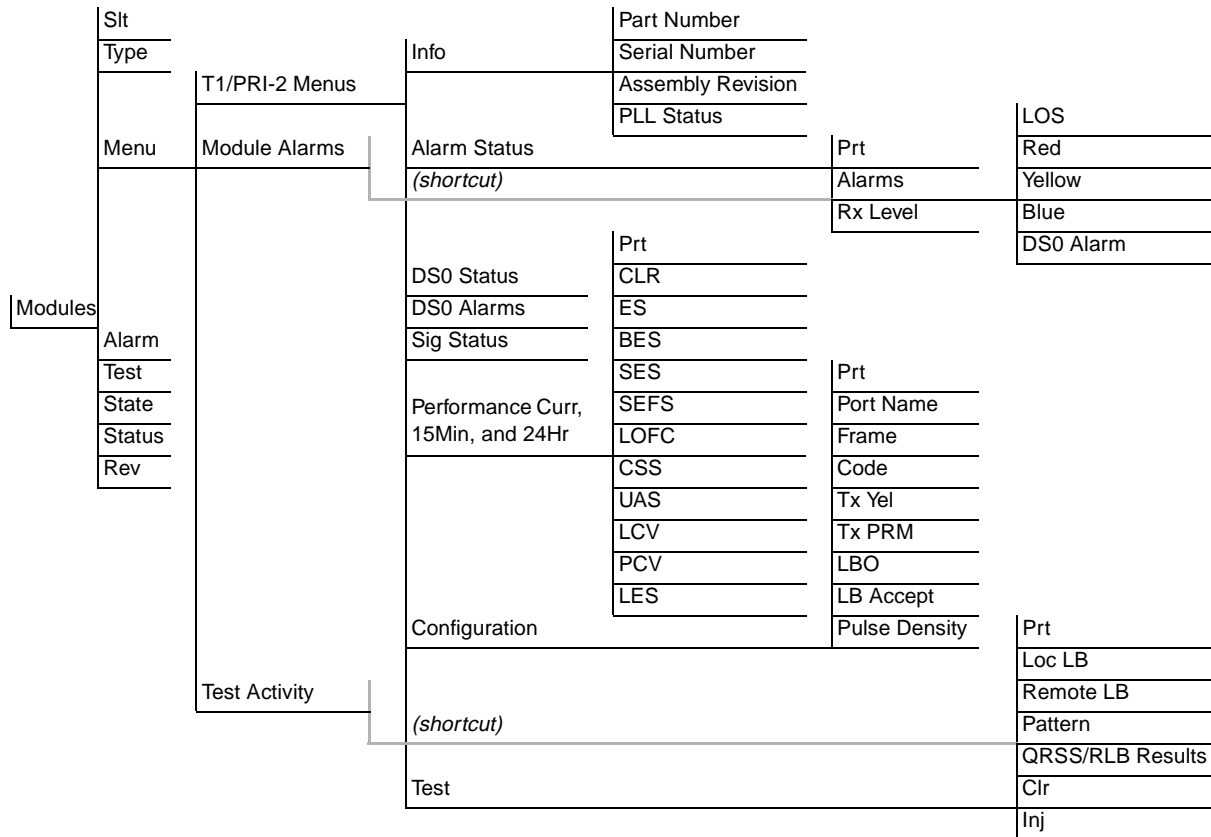 Slt
Type
Menu
Alarm
Test
State
Status
Rev
Modules
T1/PRI-2 Menus
Module Alarms
Test Activity
Info
Alarm Status
(shortcut)
DS0 Status
DS0 Alarms
Sig Status
Performance Curr,
15Min, and 24Hr
Configuration
(shortcut)
Test
Part Number
Serial Number
Assembly Revision
PLL Status
Prt
Alarms
Rx Level
LOS
Red
Yellow
Blue
DS0 Alarm
Prt
CLR
ES
BES
SES
SEFS
LOFC
CSS
UAS
LCV
PCV
LES
Prt
Port Name
Frame
Code
Tx Yel
Tx PRM
LBO
LB Accept
Pulse Density
Prt
Loc LB
Remote LB
Pattern
QRSS/RLB Results
Clr
Inj